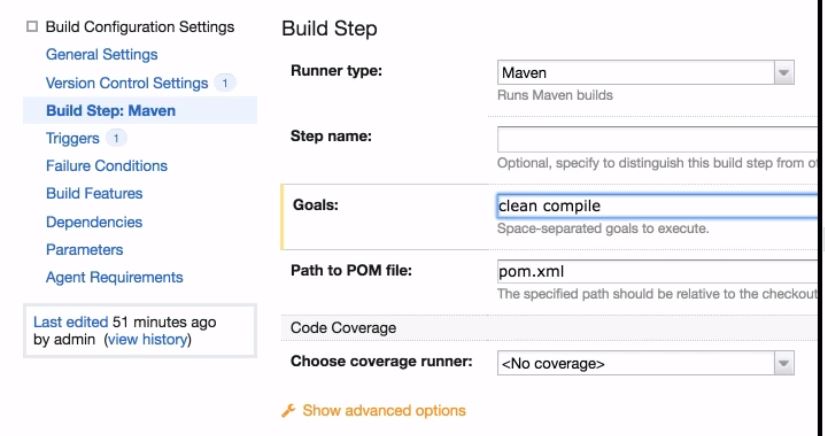 Build Configuration Settings
General Settings
Version Control Settings 1
Build Step: Maven
Triggers 1
Failure Conditions
Build Features
Dependencies
Parameters
Agent Requirements
Last edited 51 minutes ago
by admin (view history)
Build Step
Runner type: Maven
Runs Maven builds
Step name:
Optional, specify to distinguish this build step from
Goals: clean compile
Space-separated goals to execute.
Path to POM file: pom.xml
The specified path should be relative to the checkout
Code Coverage
Choose coverage runner: <No coverage>
Show advanced options